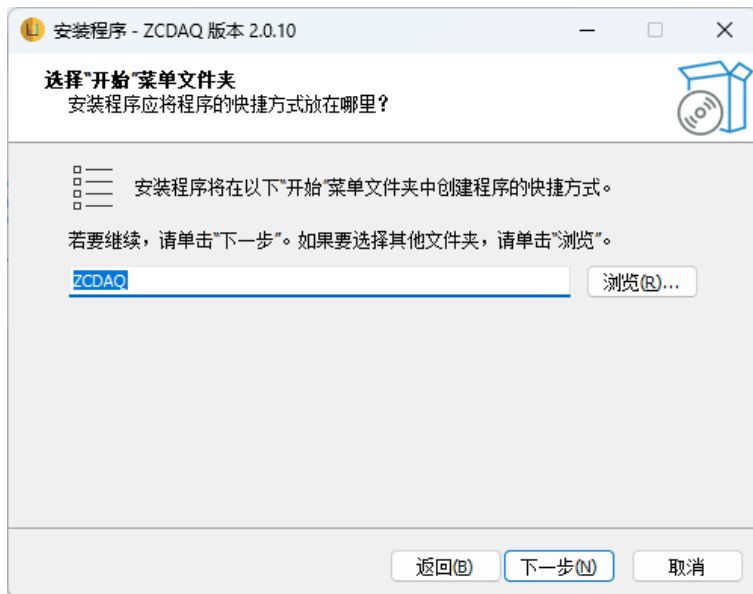 安装程序 - ZCDAQ 版本 2.0.10
选择“开始”菜单文件夹
安装程序应将程序的快捷方式放在哪里？
安装程序将在以下“开始”菜单文件夹中创建程序的快捷方式。
若要继续，请单击“下一步”。如果要选择其他文件夹，请单击“浏览”。
ZCDAQ
浏览(R)...
返回(B)
下一步(N)
取消